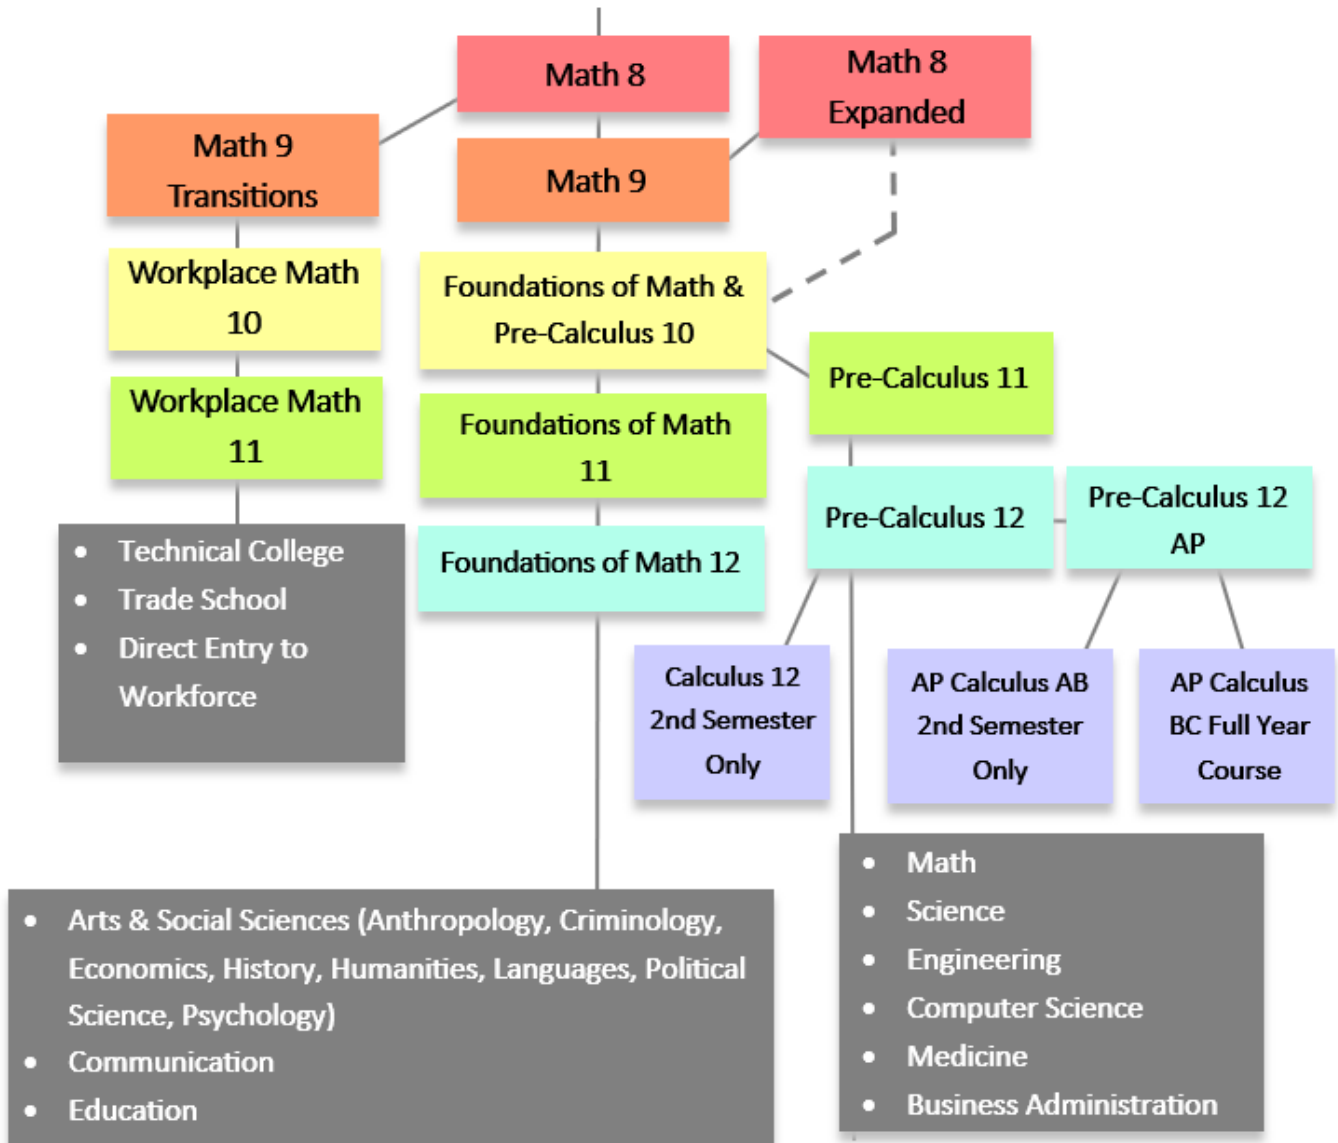 Math 8
Math 8
Expanded
Math 9
Transitions
Math 9
Workplace Math
10
Foundations of Math &
Pre-Calculus 10
Pre-Calculus 11
Workplace Math
11
Foundations of Math
11
Pre-Calculus 12
Pre-Calculus 12
AP
• Technical College
• Trade School
• Direct Entry to
Workforce
Foundations of Math 12
Calculus 12
2nd Semester
Only
AP Calculus AB
2nd Semester
Only
AP Calculus
BC Full Year
Course
• Arts & Social Sciences (Anthropology, Criminology,
Economics, History, Humanities, Languages, Political
Science, Psychology)
• Communication
• Education
• Math
• Science
• Engineering
• Computer Science
• Medicine
• Business Administration